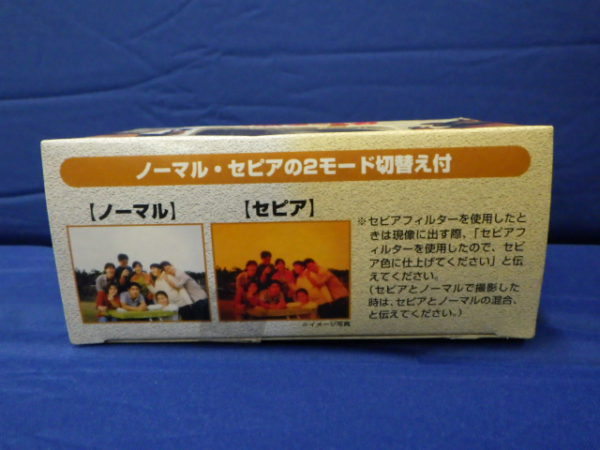 ノーマル・セピアの2モード切替え付
【ノーマル】
【セピア】
※イメージ写真
※セピアフィルターを使用したと
きは現像に出す際、「セピアフ
ィルターを使用したので、セピ
ア色に仕上げてください」と伝
えてください。
(セピアとノーマルで撮影した
時は、セピアとノーマルの混合、
と伝えてください。)